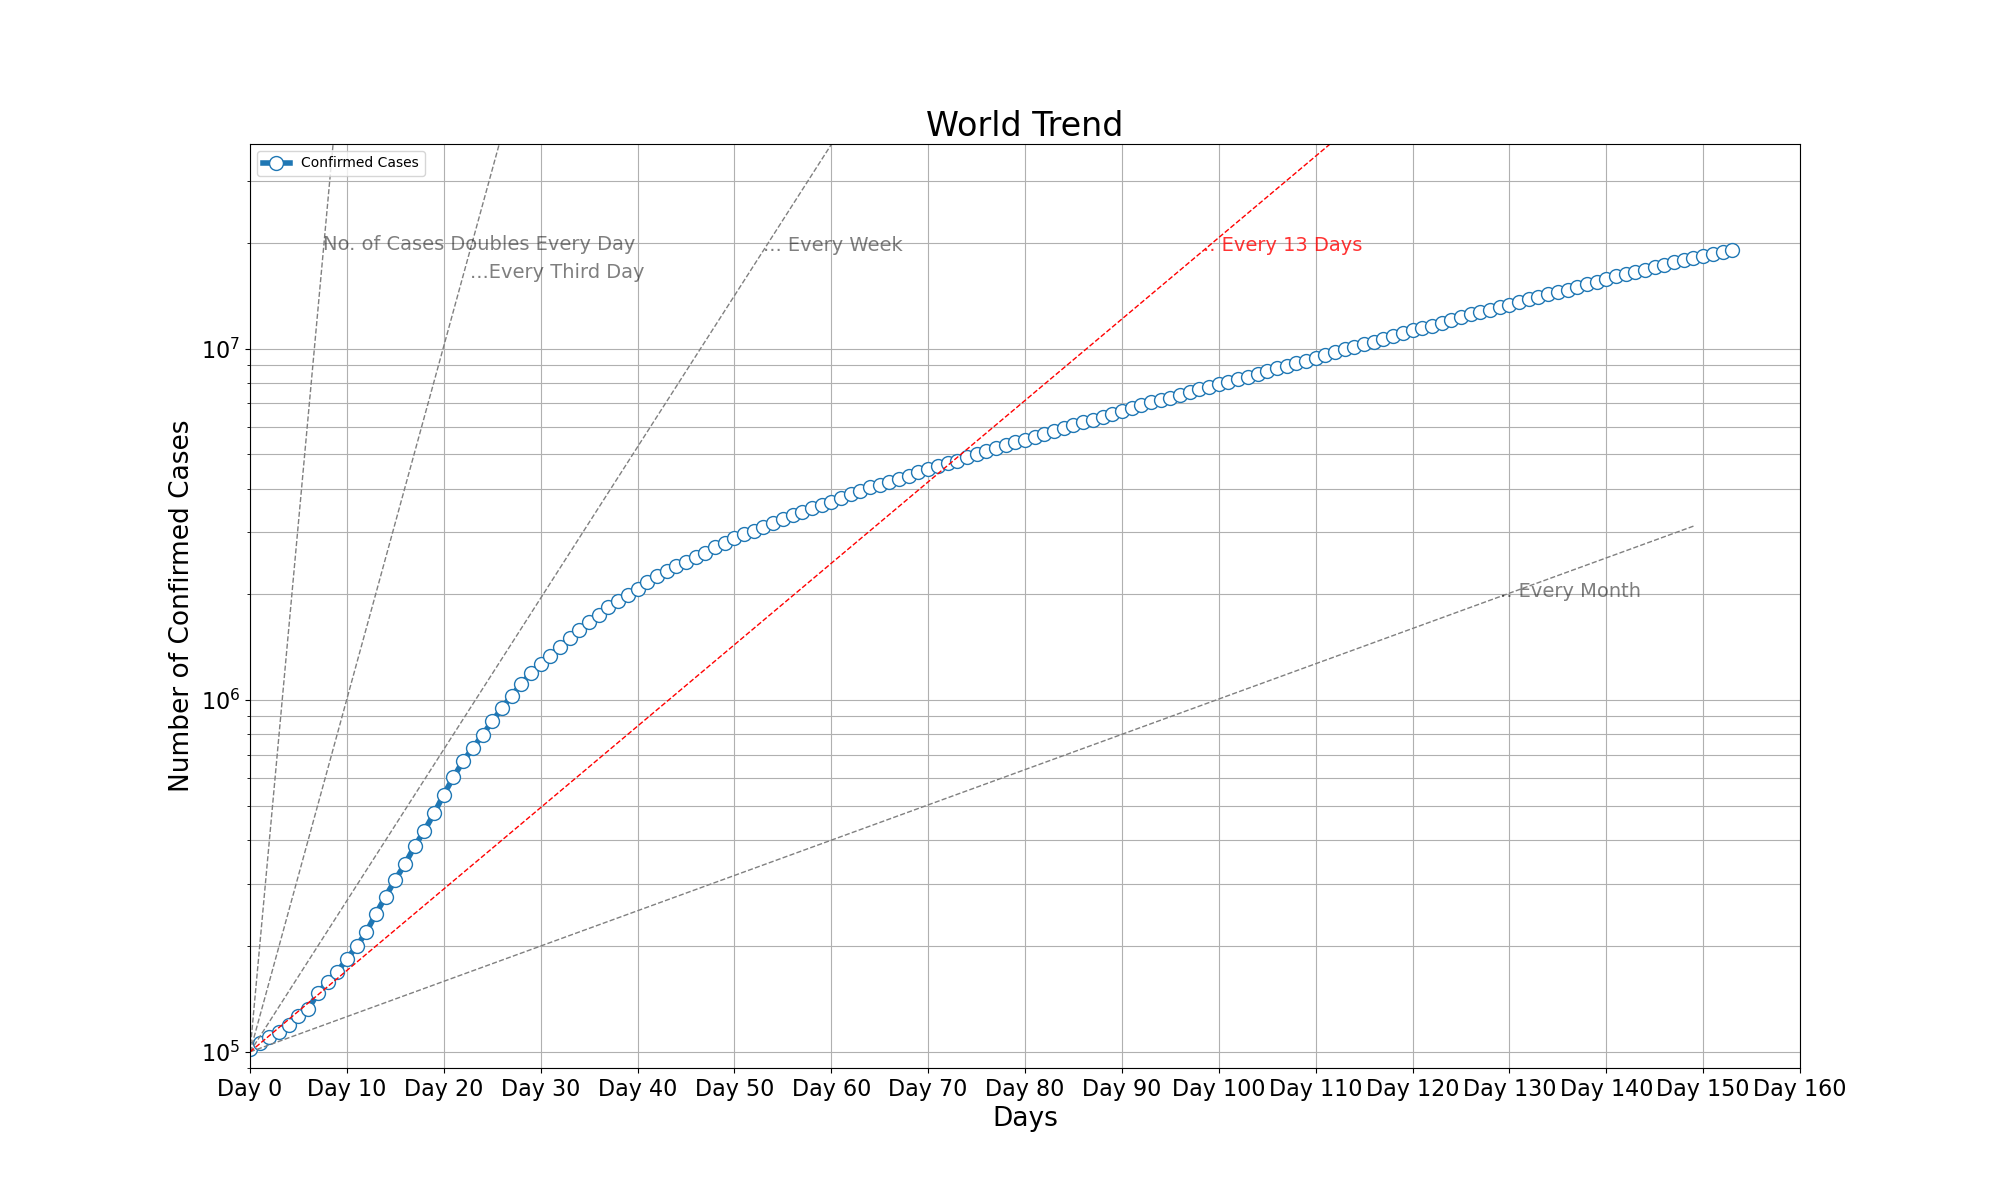 World Trend
Confirmed Cases
No. of Cases Doubles Every Day
...Every Third Day
... Every Week
.. Every 13 Days
.. Every Month
Number of Confirmed Cases
10^7
10^6
10^5
Day 0 Day 10 Day 20 Day 30 Day 40 Day 50 Day 60 Day 70 Day 80 Day 90 Day 100 Day 110 Day 120 Day 130 Day 140 Day 150 Day 160
Days